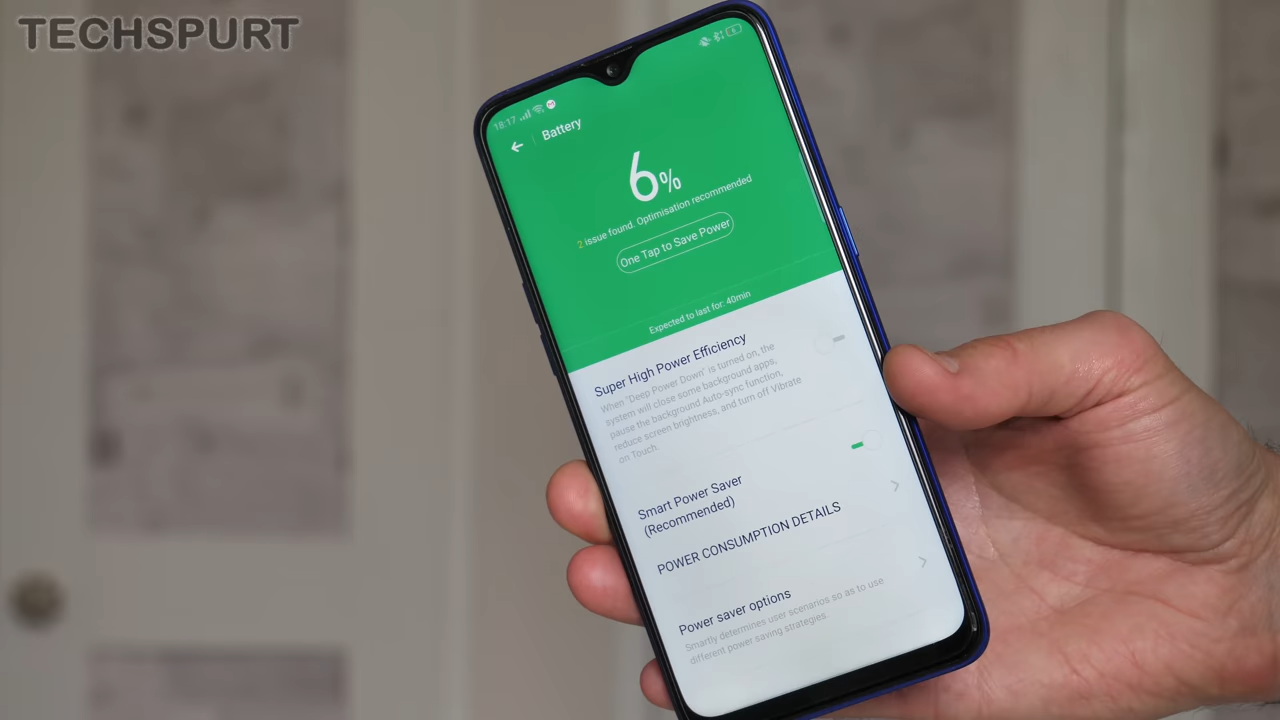 TECHSPURT
18:17
6
Battery
6%
2 issue found. Optimisation recommended
One Tap to Save Power
Expected to last for: 40min
Super High Power Efficiency
When "Deep Power Down" is turned on, the
system will close some background apps,
pause the background Auto-sync function,
reduce screen brightness, and turn off Vibrate
on Touch.
Smart Power Saver
(Recommended)
POWER CONSUMPTION DETAILS
Power saver options
Smartly determines user scenarios so as to use
different power saving strategies